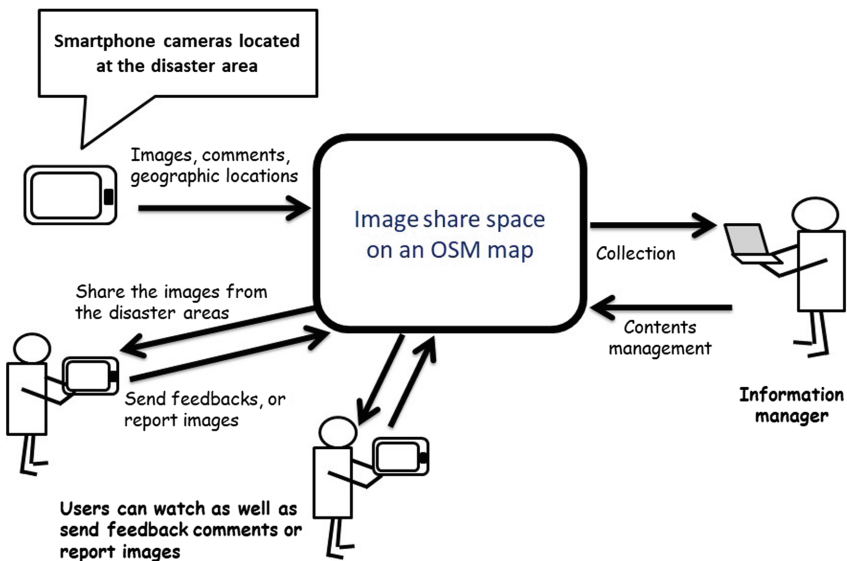 Smartphone cameras located
at the disaster area
Images, comments,
geographic locations
Image share space
on an OSM map
Collection
Contents
management
Information
manager
Share the images from
the disaster areas
Send feedbacks, or
report images
Users can watch as well as
send feedback comments or
report images